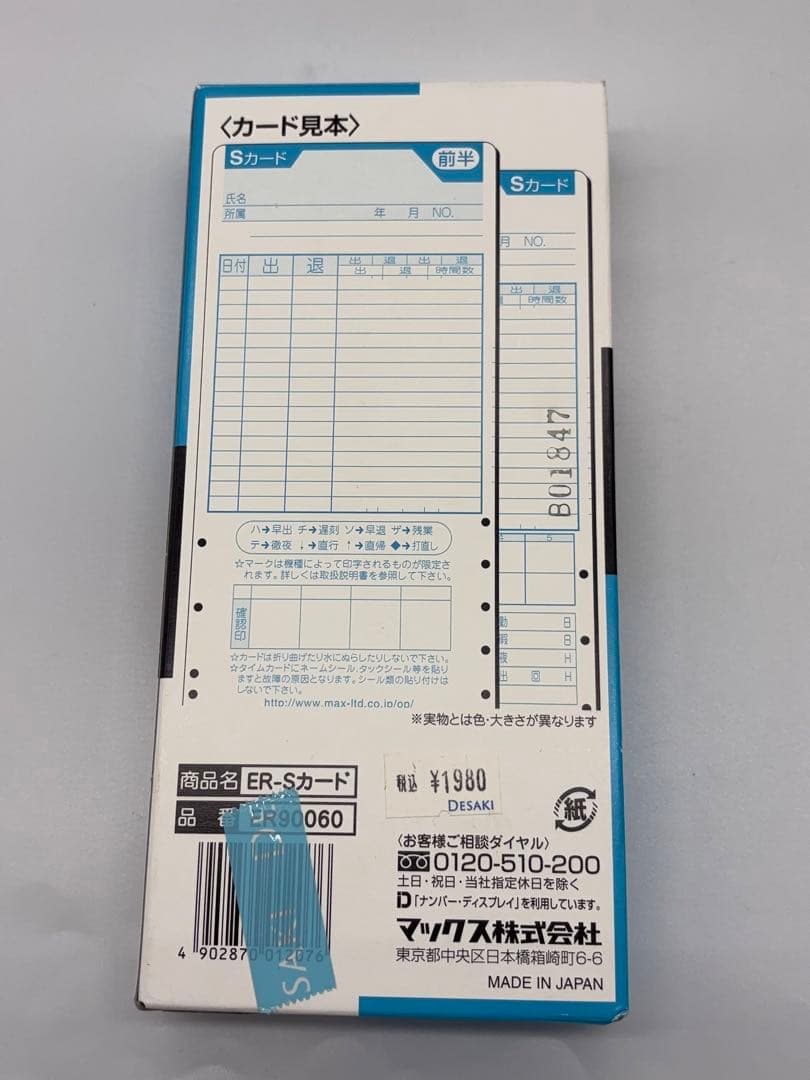 〈カード見本〉
Sカード 前半
氏名
所属 年 月 NO.
日付 出 退 出 退 出 退
出 退 時間数
ハ→早出 チ→遅刻 ソ→早退 ザ→残業
テ→徹夜 ↓→直行 ↑→直帰 ◆→打直し
☆マークは機種によって印字されるものが限定さ
れます。詳しくは取扱説明書を参照して下さい。
確認印
☆カードは折り曲げたり水にぬらしたりしないで下さい。
☆タイムカードにネームシール、タックシール等を貼り
ますと故障の原因となります。シール類の貼り付けは
しないで下さい。
http://www.max-ltd.co.jp/op/
Sカード
月 NO.
出 退
時間数
B01847
5
勤 日
暇 日
夜 H
出 回 H
※実物とは色・大きさが異なります
商品名 ER-Sカード
品番 ER90060
税込 ¥1980
DESAKI
紙
4 902870 012076
SAKI D
〈お客様ご相談ダイヤル〉
0120-510-200
土日・祝日・当社指定休日を除く
D「ナンバー・ディスプレイ」を利用しています。
マックス株式会社
東京都中央区日本橋箱崎町6-6
MADE IN JAPAN